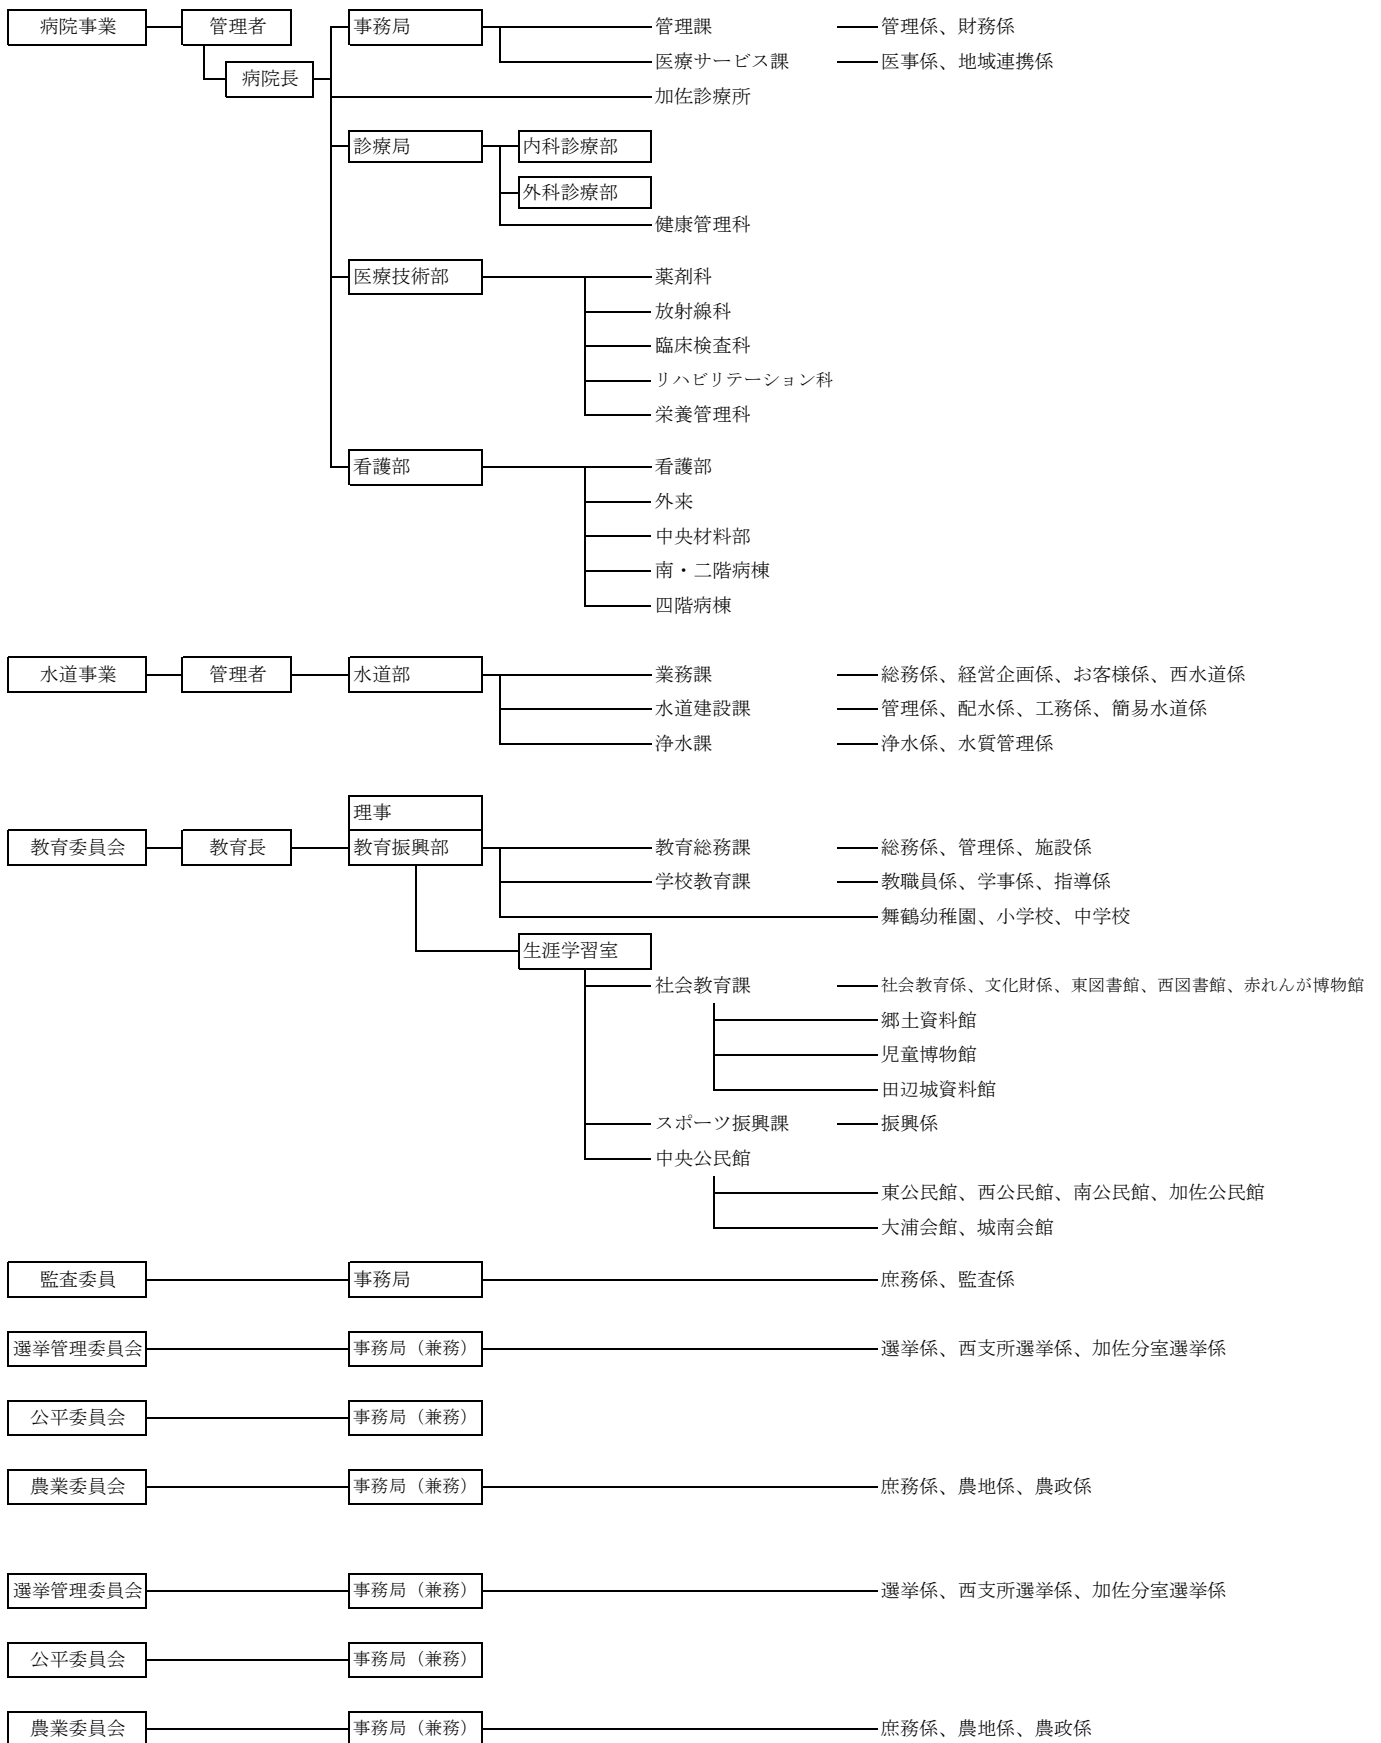 病院事業 管理者 事務局 管理課 管理係、財務係
医療サービス課 医事係、地域連携係
病院長
加佐診療所
診療局 内科診療部
外科診療部
健康管理科
医療技術部 薬剤科
放射線科
臨床検査科
リハビリテーション科
栄養管理科
看護部 看護部
外来
中央材料部
南・二階病棟
四階病棟
水道事業 管理者 水道部 業務課 総務係、経営企画係、お客様係、西水道係
水道建設課 管理係、配水係、工務係、簡易水道係
浄水課 浄水係、水質管理係
理事
教育委員会 教育長 教育振興部 教育総務課 総務係、管理係、施設係
学校教育課 教職員係、学事係、指導係
舞鶴幼稚園、小学校、中学校
生涯学習室
社会教育課 社会教育係、文化財係、東図書館、西図書館、赤れんが博物館
郷土資料館
児童博物館
田辺城資料館
スポーツ振興課 振興係
中央公民館
東公民館、西公民館、南公民館、加佐公民館
大浦会館、城南会館
監査委員 事務局 庶務係、監査係
選挙管理委員会 事務局（兼務） 選挙係、西支所選挙係、加佐分室選挙係
公平委員会 事務局（兼務）
農業委員会 事務局（兼務） 庶務係、農地係、農政係
選挙管理委員会 事務局（兼務） 選挙係、西支所選挙係、加佐分室選挙係
公平委員会 事務局（兼務）
農業委員会 事務局（兼務） 庶務係、農地係、農政係